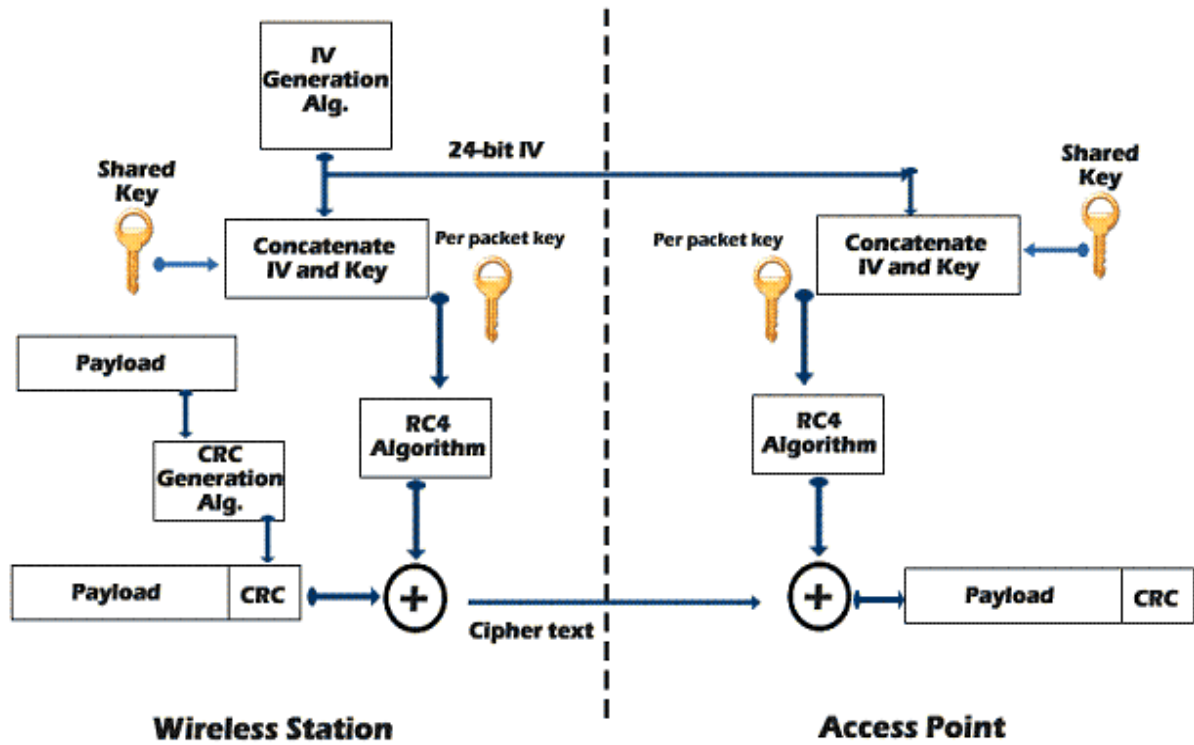 IV
Generation
Alg.
24-bit IV
Shared
Key
Shared
Key
Concatenate
IV and Key
Per packet key
Per packet key
Concatenate
IV and Key
Payload
RC4
Algorithm
RC4
Algorithm
CRC
Generation
Alg.
Payload
CRC
+
+
Payload
CRC
Cipher text
Wireless Station
Access Point